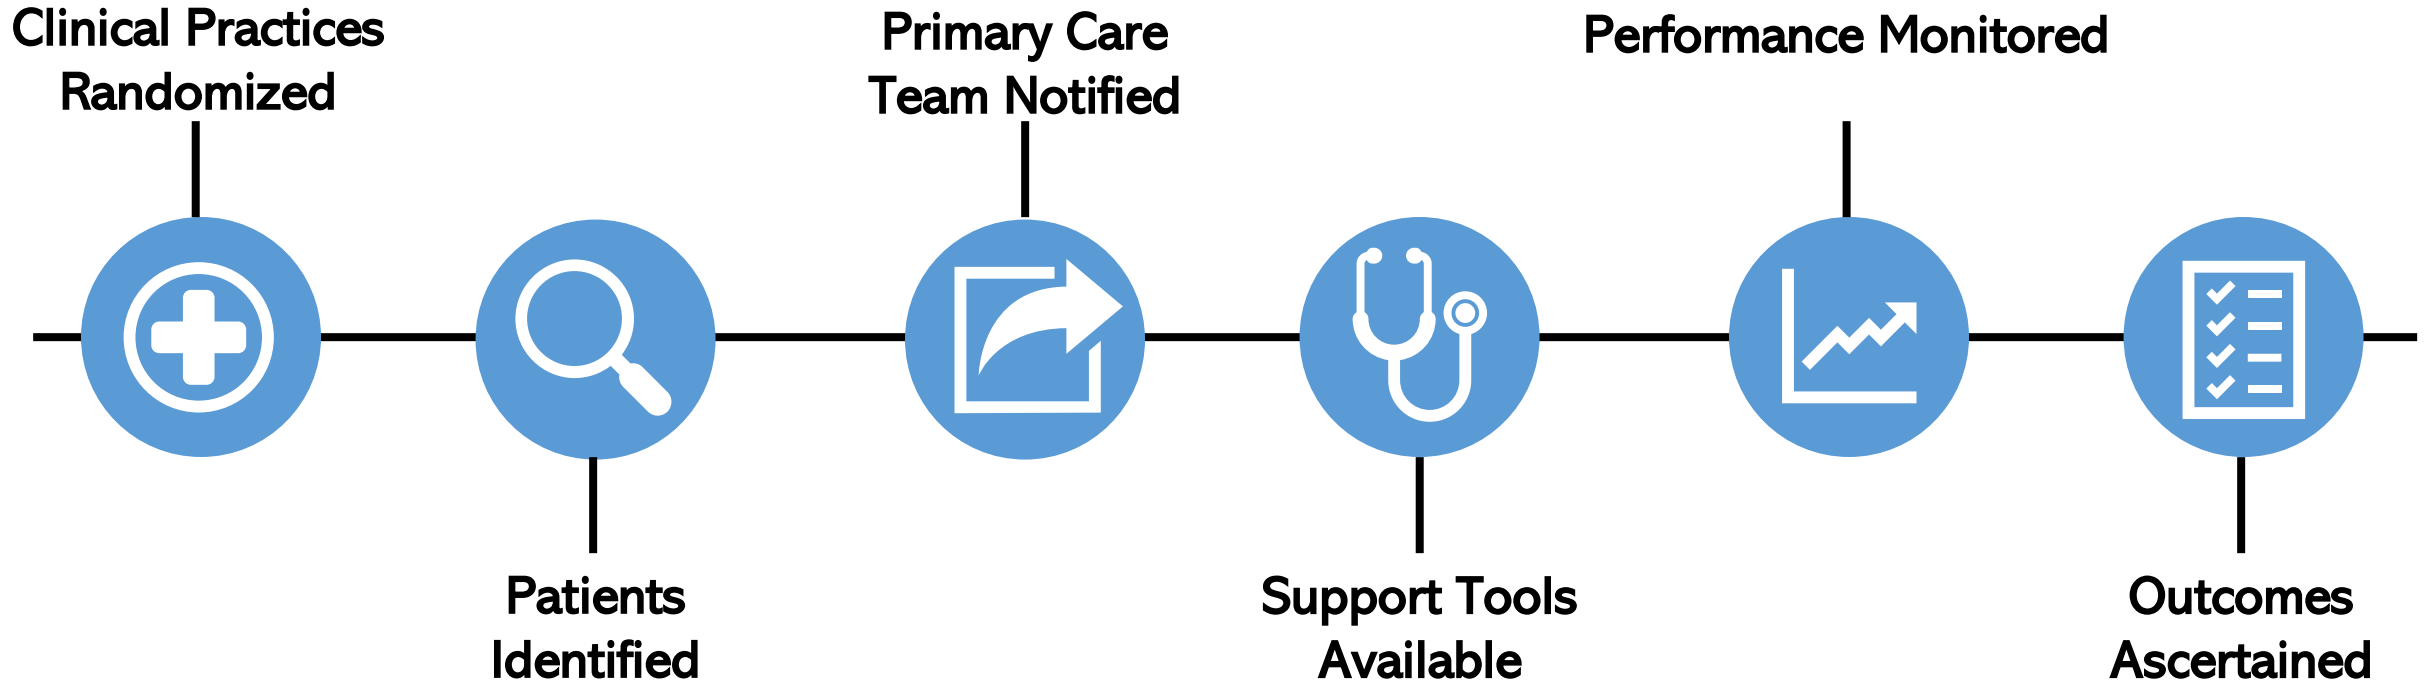 Clinical Practices
Randomized
Patients
Identified
Primary Care
Team Notified
Support Tools
Available
Performance Monitored
Outcomes
Ascertained